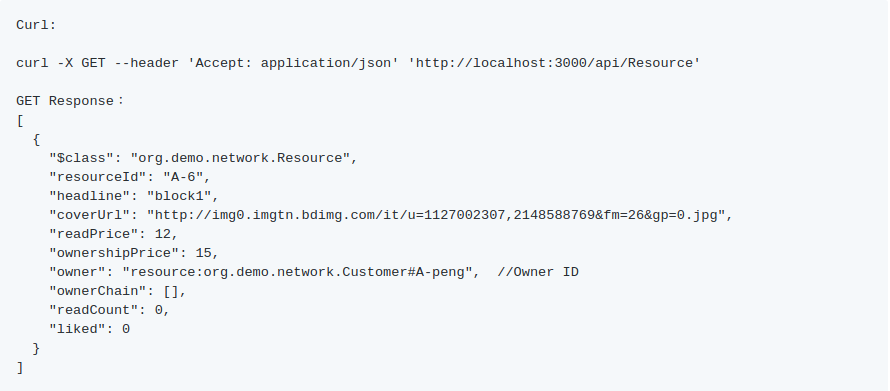 Curl:
curl -X GET --header 'Accept: application/json' 'http://localhost:3000/api/Resource'
GET Response：
[
  {
    "$class": "org.demo.network.Resource",
    "resourceId": "A-6",
    "headline": "block1",
    "coverUrl": "http://img0.imgtn.bdimg.com/it/u=1127002307,2148588769&fm=26&gp=0.jpg",
    "readPrice": 12,
    "ownershipPrice": 15,
    "owner": "resource:org.demo.network.Customer#A-peng",  //Owner ID
    "ownerChain": [],
    "readCount": 0,
    "liked": 0
  }
]